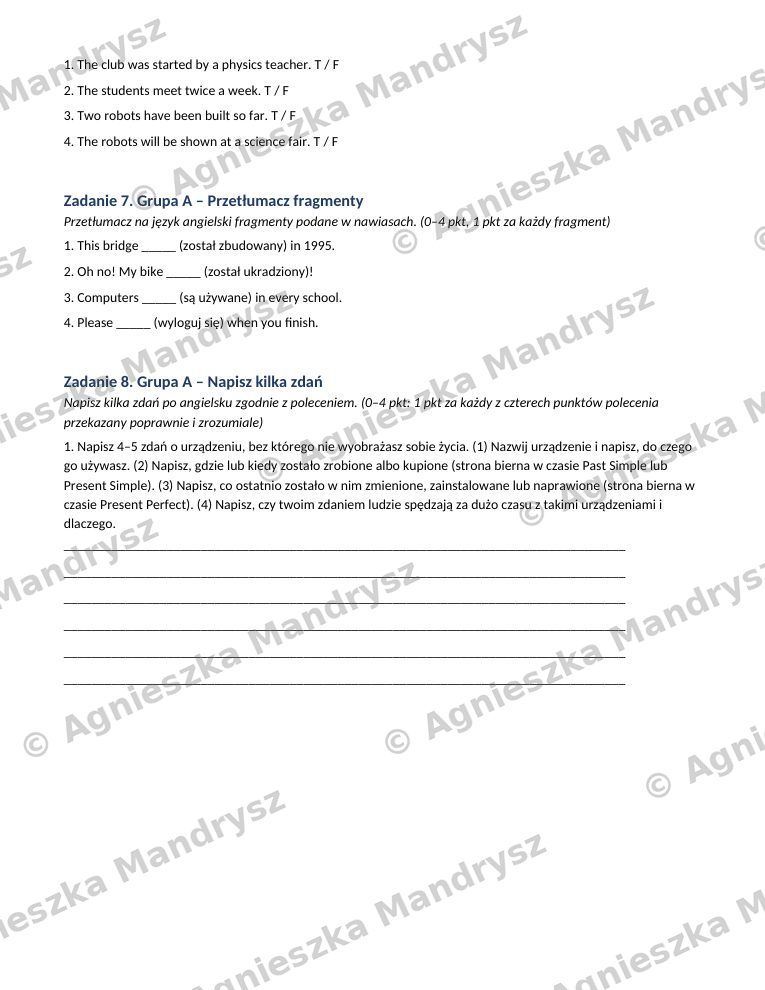 1. The club was started by a physics teacher. T / F
2. The students meet twice a week. T / F
3. Two robots have been built so far. T / F
4. The robots will be shown at a science fair. T / F
Zadanie 7. Grupa A – Przetłumacz fragmenty
Przetłumacz na język angielski fragmenty podane w nawiasach. (0–4 pkt, 1 pkt za każdy fragment)
1. This bridge _____ (został zbudowany) in 1995.
2. Oh no! My bike _____ (został ukradziony)!
3. Computers _____ (są używane) in every school.
4. Please _____ (wyloguj się) when you finish.
Zadanie 8. Grupa A – Napisz kilka zdań
Napisz kilka zdań po angielsku zgodnie z poleceniem. (0–4 pkt: 1 pkt za każdy z czterech punktów polecenia
przekazany poprawnie i zrozumiale)
1. Napisz 4–5 zdań o urządzeniu, bez którego nie wyobrażasz sobie życia. (1) Nazwij urządzenie i napisz, do czego
go używasz. (2) Napisz, gdzie lub kiedy zostało zrobione albo kupione (strona bierna w czasie Past Simple lub
Present Simple). (3) Napisz, co ostatnio zostało w nim zmienione, zainstalowane lub naprawione (strona bierna w
czasie Present Perfect). (4) Napisz, czy twoim zdaniem ludzie spędzają za dużo czasu z takimi urządzeniami i
dlaczego.
© Agnieszka Mandrysz